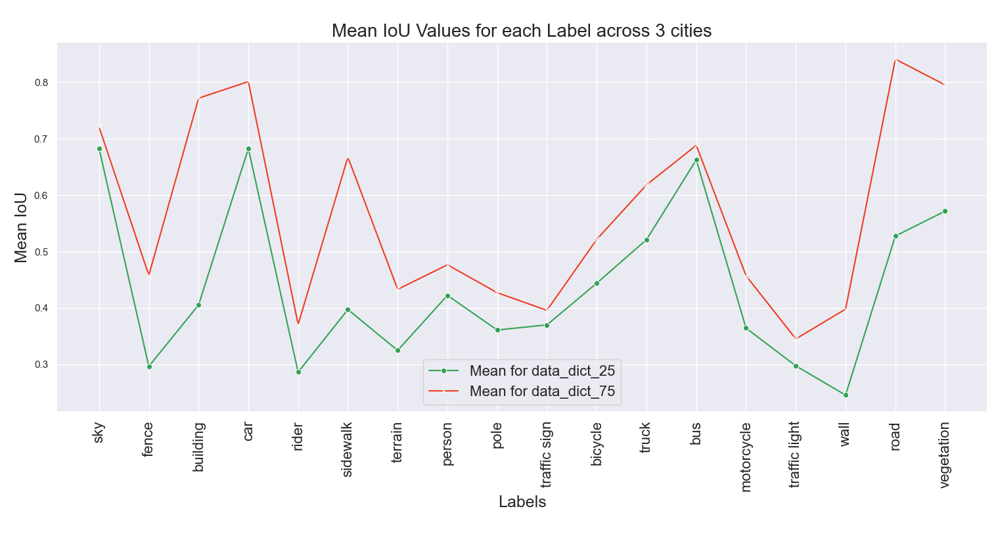 Mean IoU Values for each Label across 3 cities
Mean IoU
0.8
0.7
0.6
0.5
0.4
0.3
Mean for data_dict_25
Mean for data_dict_75
sky
fence
building
car
rider
sidewalk
terrain
person
pole
traffic sign
bicycle
truck
bus
motorcycle
traffic light
wall
road
vegetation
Labels